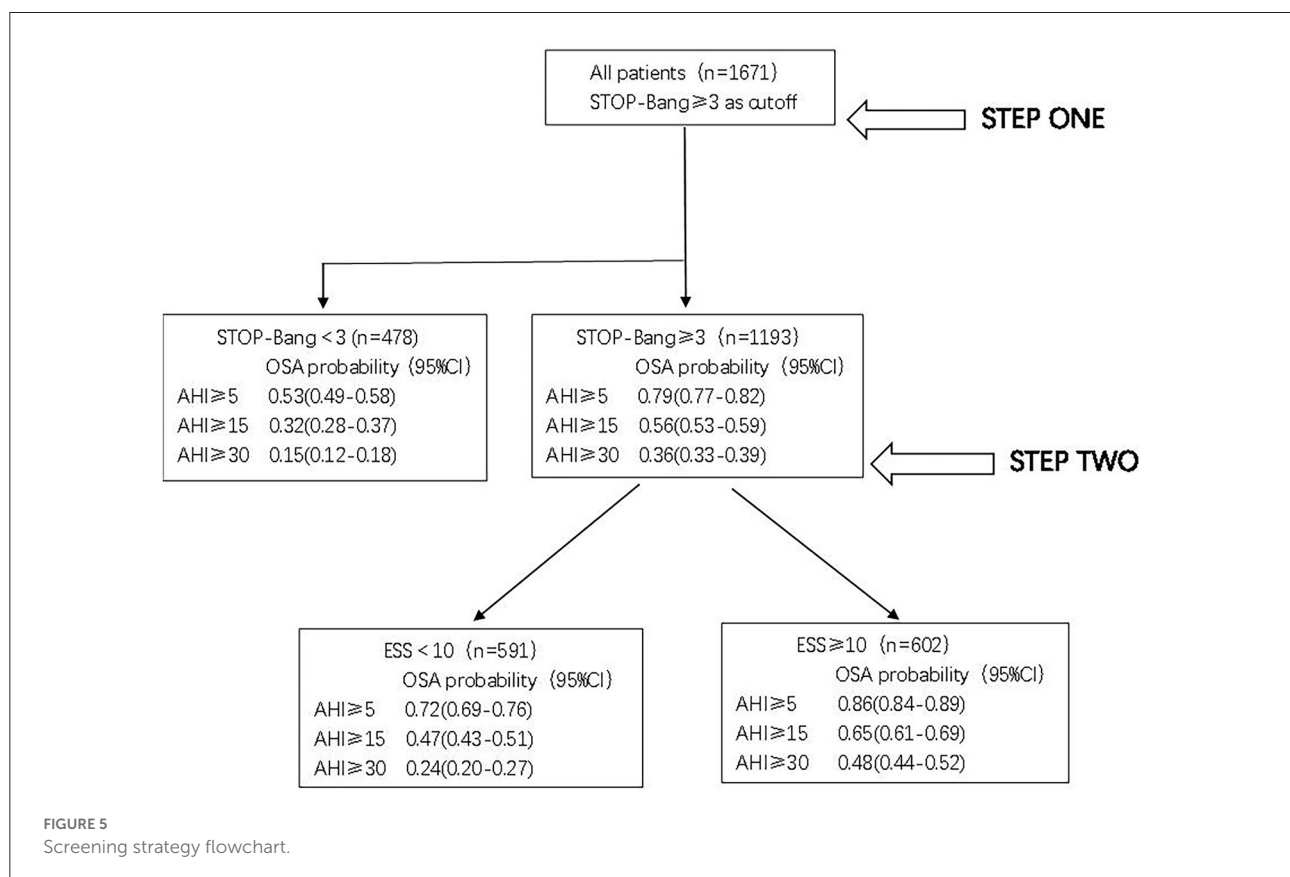 All patients (n=1671)
STOP-Bang≥3 as cutoff
STEP ONE
STOP-Bang<3 (n=478)
OSA probability (95%CI)
AHI≥5 0.53(0.49-0.58)
AHI≥15 0.32(0.28-0.37)
AHI≥30 0.15(0.12-0.18)
STOP-Bang≥3 (n=1193)
OSA probability (95%CI)
AHI≥5 0.79(0.77-0.82)
AHI≥15 0.56(0.53-0.59)
AHI≥30 0.36(0.33-0.39)
STEP TWO
ESS<10 (n=591)
OSA probability (95%CI)
AHI≥5 0.72(0.69-0.76)
AHI≥15 0.47(0.43-0.51)
AHI≥30 0.24(0.20-0.27)
ESS≥10 (n=602)
OSA probability (95%CI)
AHI≥5 0.86(0.84-0.89)
AHI≥15 0.65(0.61-0.69)
AHI≥30 0.48(0.44-0.52)
FIGURE 5
Screening strategy flowchart.